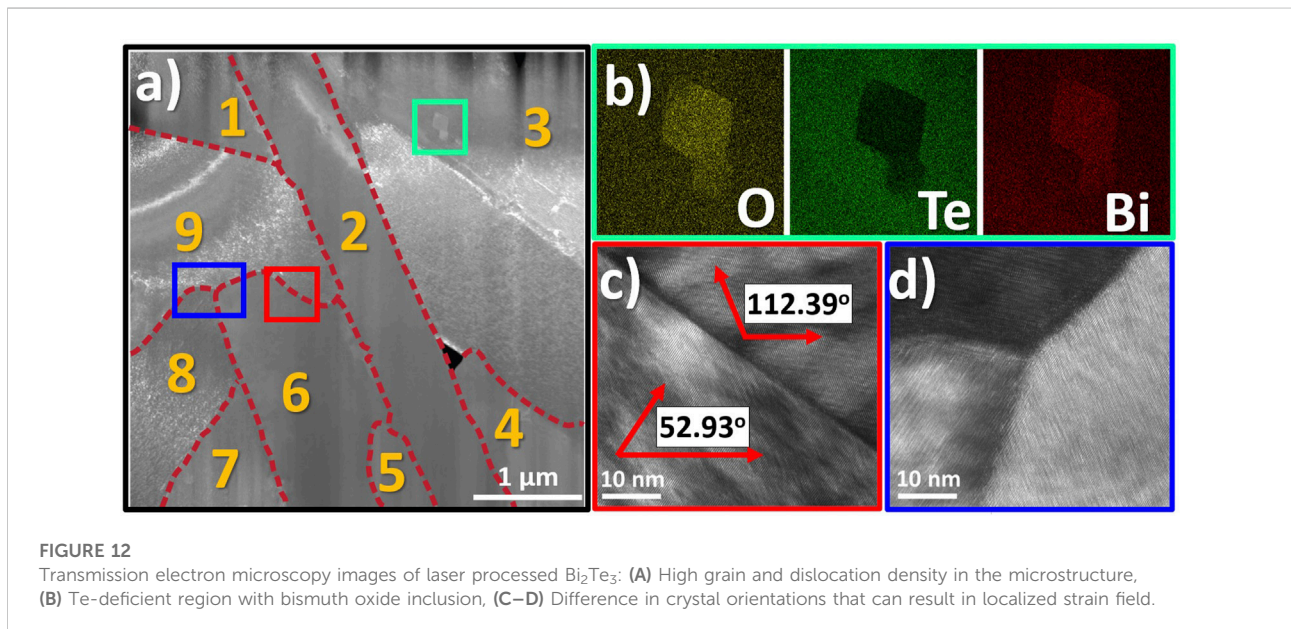 a)
1
3
2
9
8
6
7
5
4
1 μm
b)
O
Te
Bi
c)
112.39º
52.93º
10 nm
d)
10 nm
FIGURE 12
Transmission electron microscopy images of laser processed Bi₂Te₃: (A) High grain and dislocation density in the microstructure,
(B) Te-deficient region with bismuth oxide inclusion, (C–D) Difference in crystal orientations that can result in localized strain field.